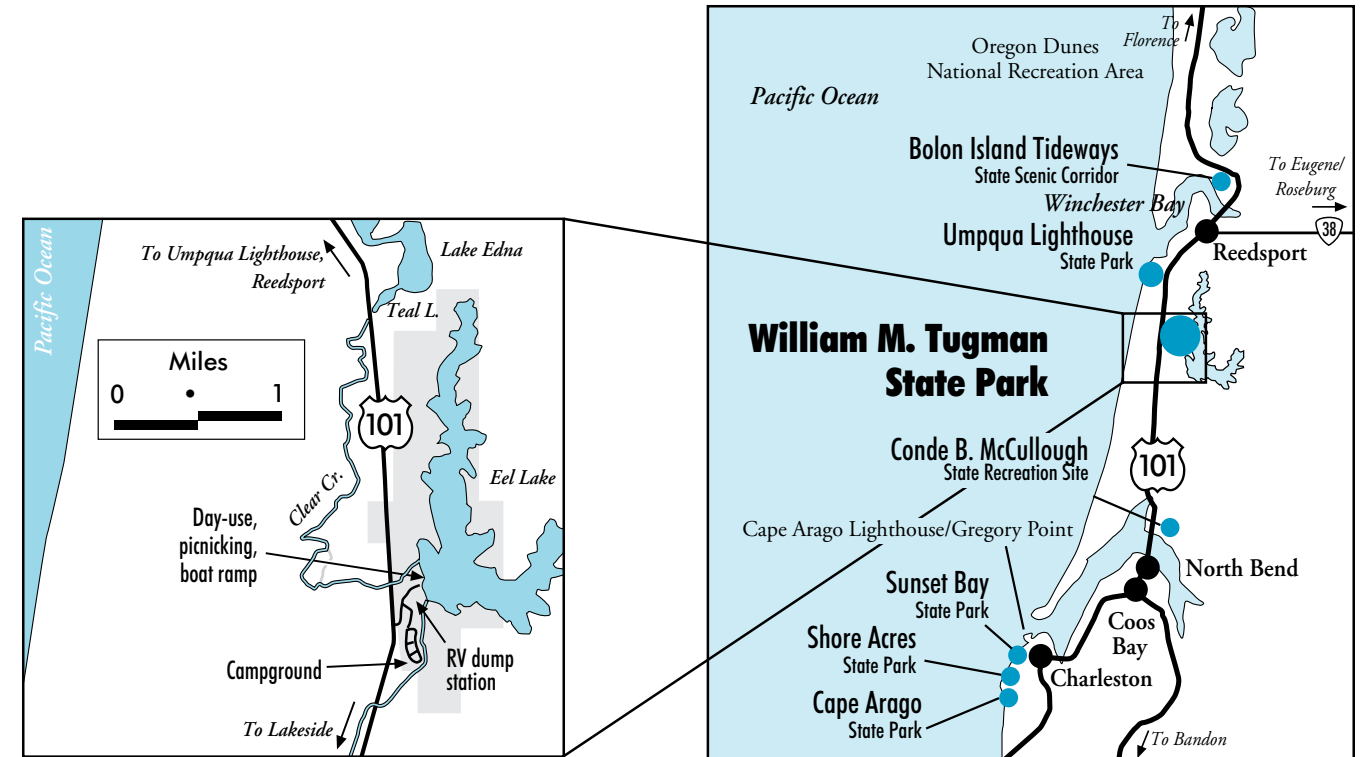 Pacific Ocean
To Umpqua Lighthouse,
Reedsport
Lake Edna
Teal L.
Miles
0
1
101
Eel Lake
Clear Cr.
Day-use,
picnicking,
boat ramp
Campground
RV dump
station
To Lakeside
To
Florence
Oregon Dunes
National Recreation Area
Pacific Ocean
Bolon Island Tideways
State Scenic Corridor
To Eugene/
Roseburg
Winchester Bay
38
Umpqua Lighthouse
State Park
Reedsport
William M. Tugman
State Park
Conde B. McCullough
State Recreation Site
101
Cape Arago Lighthouse/Gregory Point
North Bend
Sunset Bay
State Park
Coos
Bay
Shore Acres
State Park
Charleston
Cape Arago
State Park
To Bandon